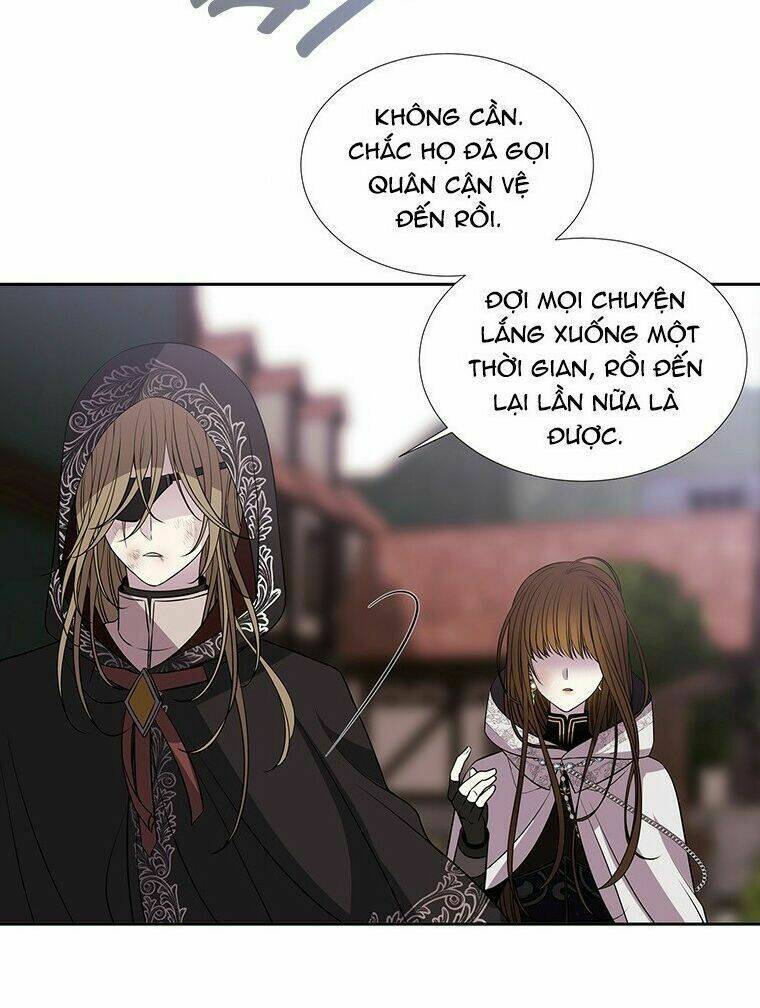 KHÔNG CẦN.
CHẮC HỌ ĐÃ GỌI
QUÂN CẬN VỆ
ĐẾN RỒI.
ĐỢI MỌI CHUYỆN
LẮNG XUỐNG MỘT
THỜI GIAN, RỒI ĐẾN
LẠI LẦN NỮA LÀ
ĐƯỢC.